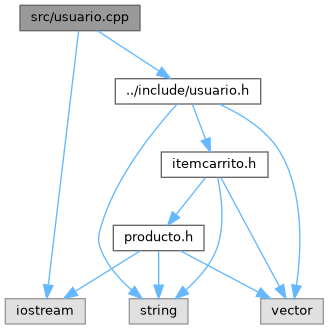 src/usuario.cpp
../include/usuario.h
itemcarrito.h
producto.h
iostream
string
vector